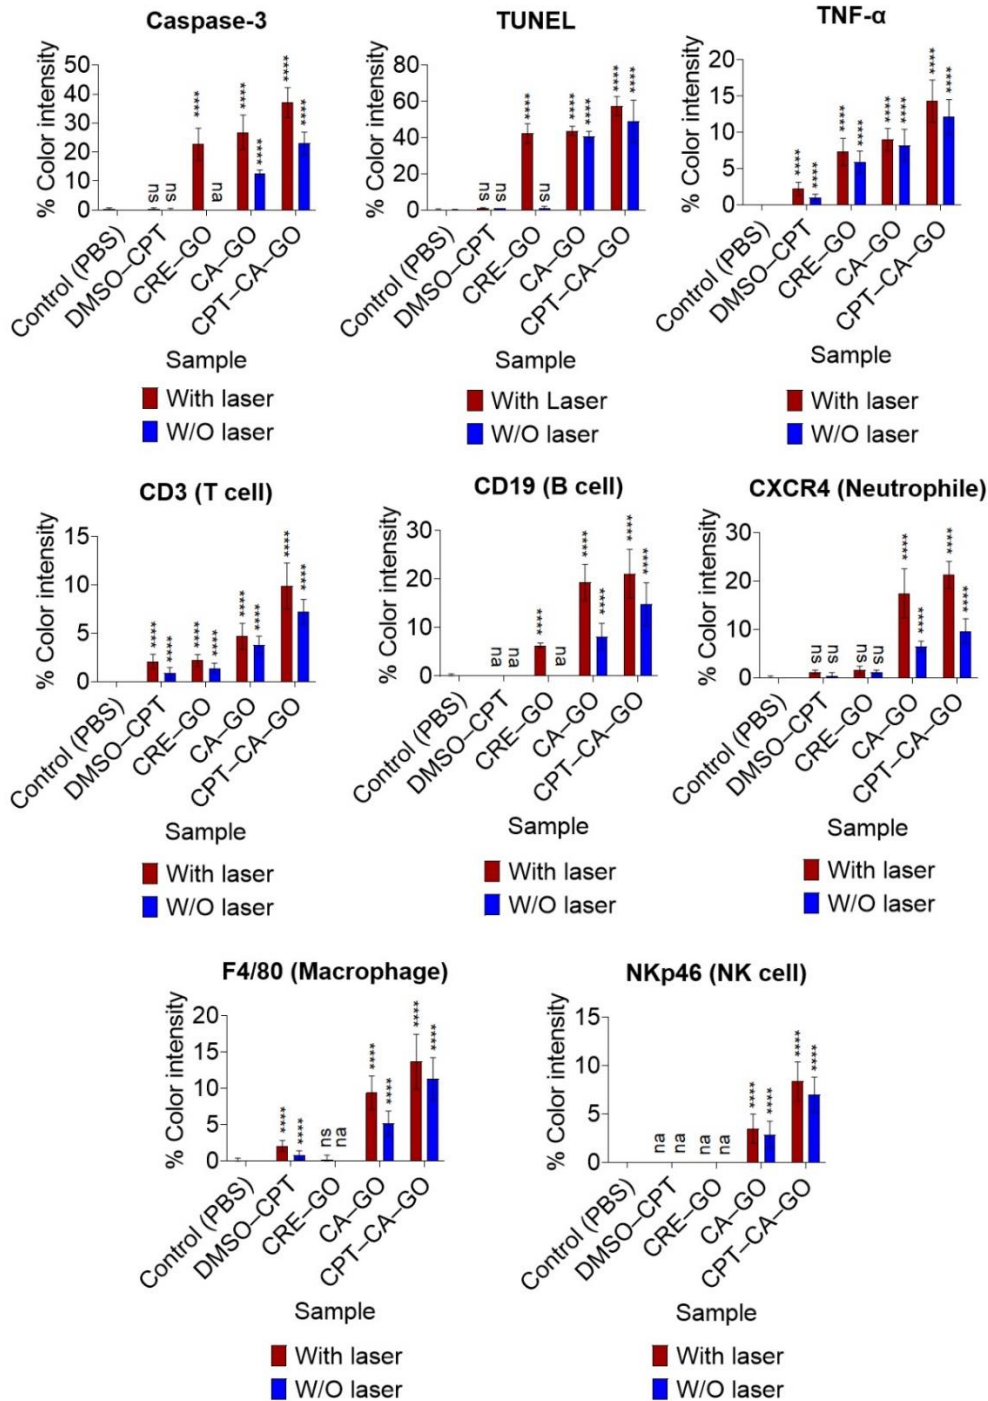 Caspase-3
% Color intensity
50
40
30
20
10
0
ns
ns
****
na
****
****
****
****
Control (PBS)
DMSO–CPT
CRE–GO
CA–GO
CPT–CA–GO
Sample
With laser
W/O laser
TUNEL
% Color intensity
80
60
40
20
0
ns
ns
****
ns
****
****
****
****
Control (PBS)
DMSO–CPT
CRE–GO
CA–GO
CPT–CA–GO
Sample
With Laser
W/O laser
TNF-α
% Color intensity
20
15
10
5
0
****
****
****
****
****
****
****
****
Control (PBS)
DMSO–CPT
CRE–GO
CA–GO
CPT–CA–GO
Sample
With laser
W/O laser
CD3 (T cell)
% Color intensity
15
10
5
0
****
****
****
****
****
****
****
****
Control (PBS)
DMSO–CPT
CRE–GO
CA–GO
CPT–CA–GO
Sample
With laser
W/O laser
CD19 (B cell)
% Color intensity
30
20
10
0
na
na
****
na
****
****
****
****
Control (PBS)
DMSO–CPT
CRE–GO
CA–GO
CPT–CA–GO
Sample
With laser
W/O laser
CXCR4 (Neutrophile)
% Color intensity
30
20
10
0
ns
ns
ns
ns
****
****
****
****
Control (PBS)
DMSO–CPT
CRE–GO
CA–GO
CPT–CA–GO
Sample
With laser
W/O laser
F4/80 (Macrophage)
% Color intensity
20
15
10
5
0
****
****
ns
na
****
****
****
****
Control (PBS)
DMSO–CPT
CRE–GO
CA–GO
CPT–CA–GO
Sample
With laser
W/O laser
NKp46 (NK cell)
% Color intensity
15
10
5
0
na
na
na
na
****
****
****
****
Control (PBS)
DMSO–CPT
CRE–GO
CA–GO
CPT–CA–GO
Sample
With laser
W/O laser